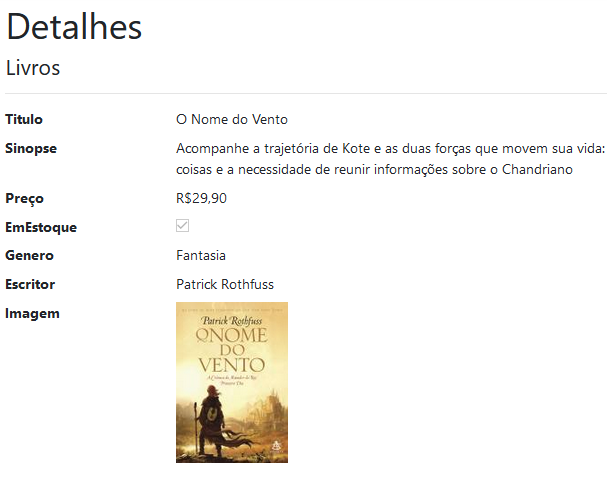 Detalhes
Livros
Titulo O Nome do Vento
Sinopse Acompanhe a trajetória de Kote e as duas forças que movem sua vida:
coisas e a necessidade de reunir informações sobre o Chandriano
Preço R$29,90
EmEstoque
Genero Fantasia
Escritor Patrick Rothfuss
Imagem
Patrick Rothfuss
O NOME
DO
VENTO
A Crônica do Matador do Rei:
Primeiro Dia